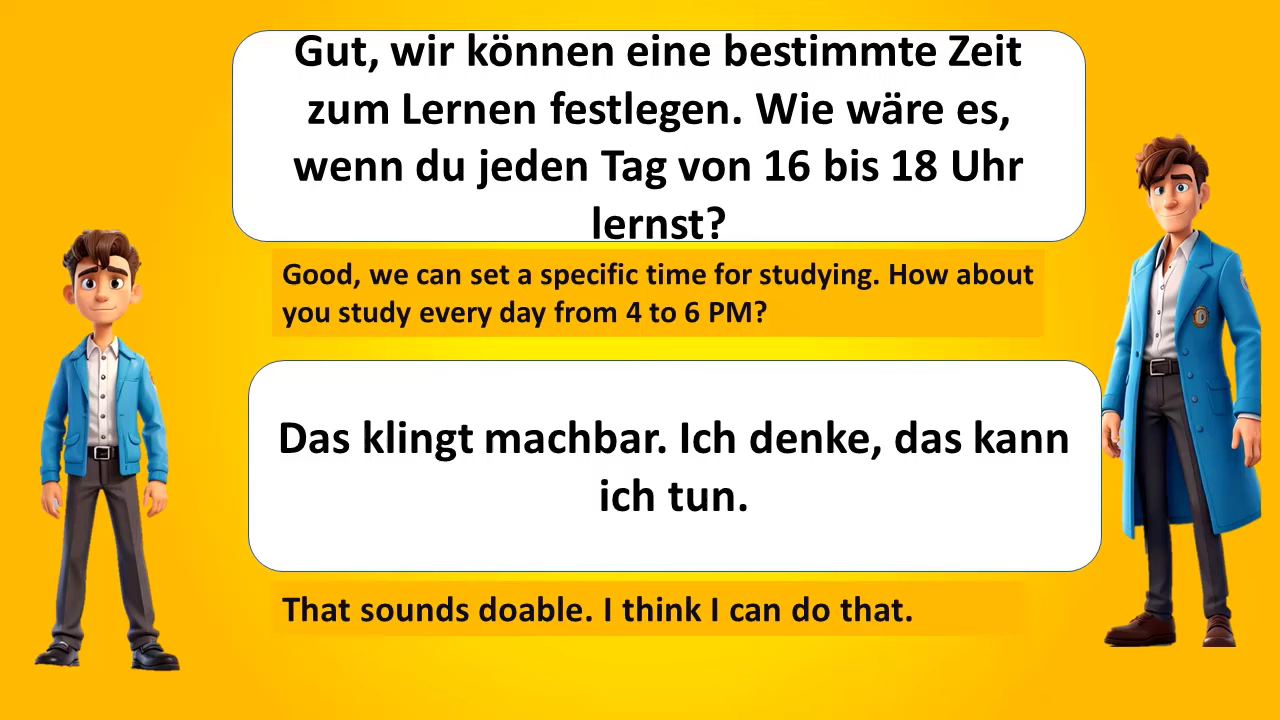 Gut, wir können eine bestimmte Zeit
zum Lernen festlegen. Wie wäre es,
wenn du jeden Tag von 16 bis 18 Uhr
lernst?
Good, we can set a specific time for studying. How about
you study every day from 4 to 6 PM?
Das klingt machbar. Ich denke, das kann
ich tun.
That sounds doable. I think I can do that.